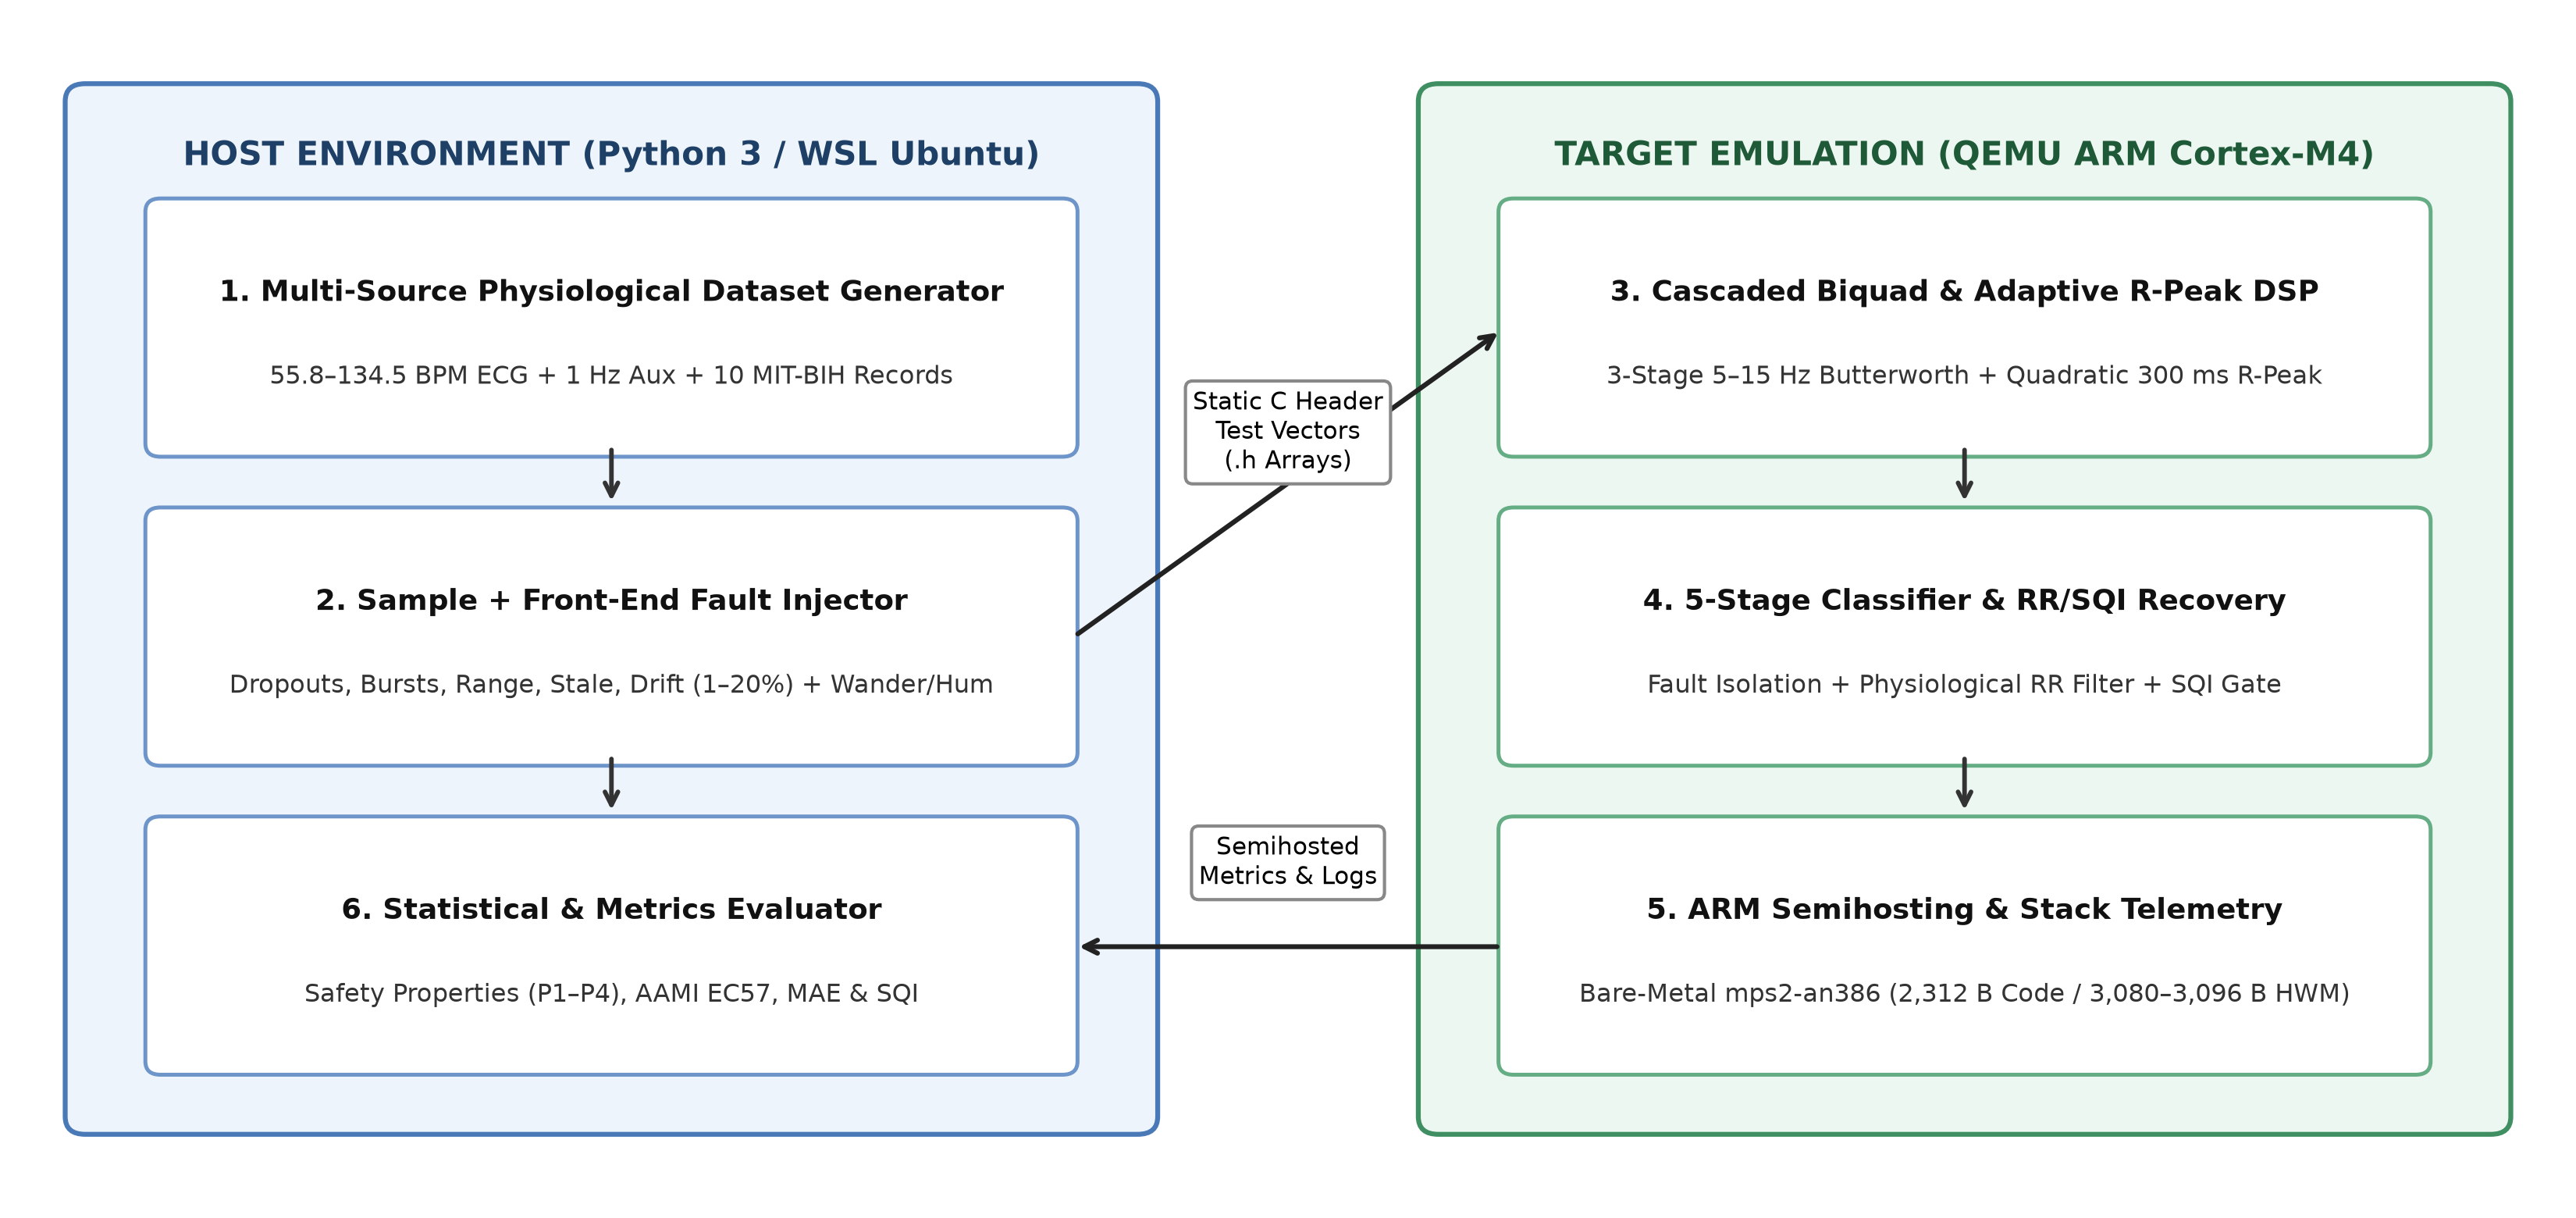 HOST ENVIRONMENT (Python 3 / WSL Ubuntu)
1. Multi-Source Physiological Dataset Generator
55.8–134.5 BPM ECG + 1 Hz Aux + 10 MIT-BIH Records
2. Sample + Front-End Fault Injector
Dropouts, Bursts, Range, Stale, Drift (1–20%) + Wander/Hum
6. Statistical & Metrics Evaluator
Safety Properties (P1–P4), AAMI EC57, MAE & SQI
Static C Header
Test Vectors
(.h Arrays)
Semihosted
Metrics & Logs
TARGET EMULATION (QEMU ARM Cortex-M4)
3. Cascaded Biquad & Adaptive R-Peak DSP
3-Stage 5–15 Hz Butterworth + Quadratic 300 ms R-Peak
4. 5-Stage Classifier & RR/SQI Recovery
Fault Isolation + Physiological RR Filter + SQI Gate
5. ARM Semihosting & Stack Telemetry
Bare-Metal mps2-an386 (2,312 B Code / 3,080–3,096 B HWM)